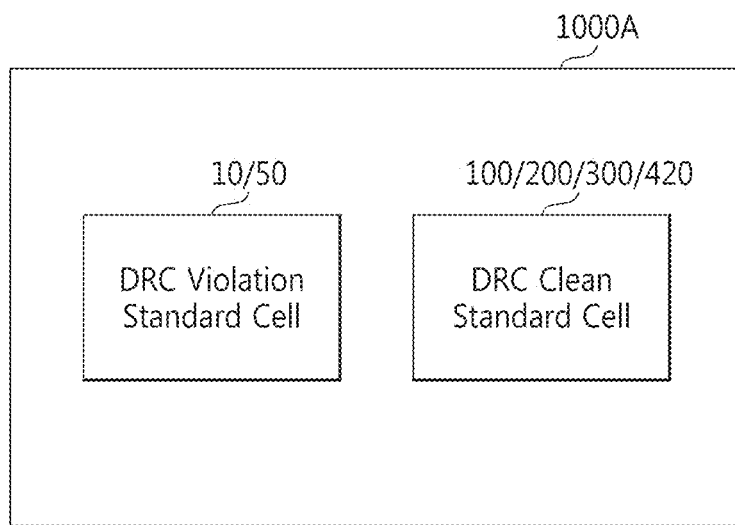 1000A
10/50
100/200/300/420
DRC Violation
Standard Cell
DRC Clean
Standard Cell